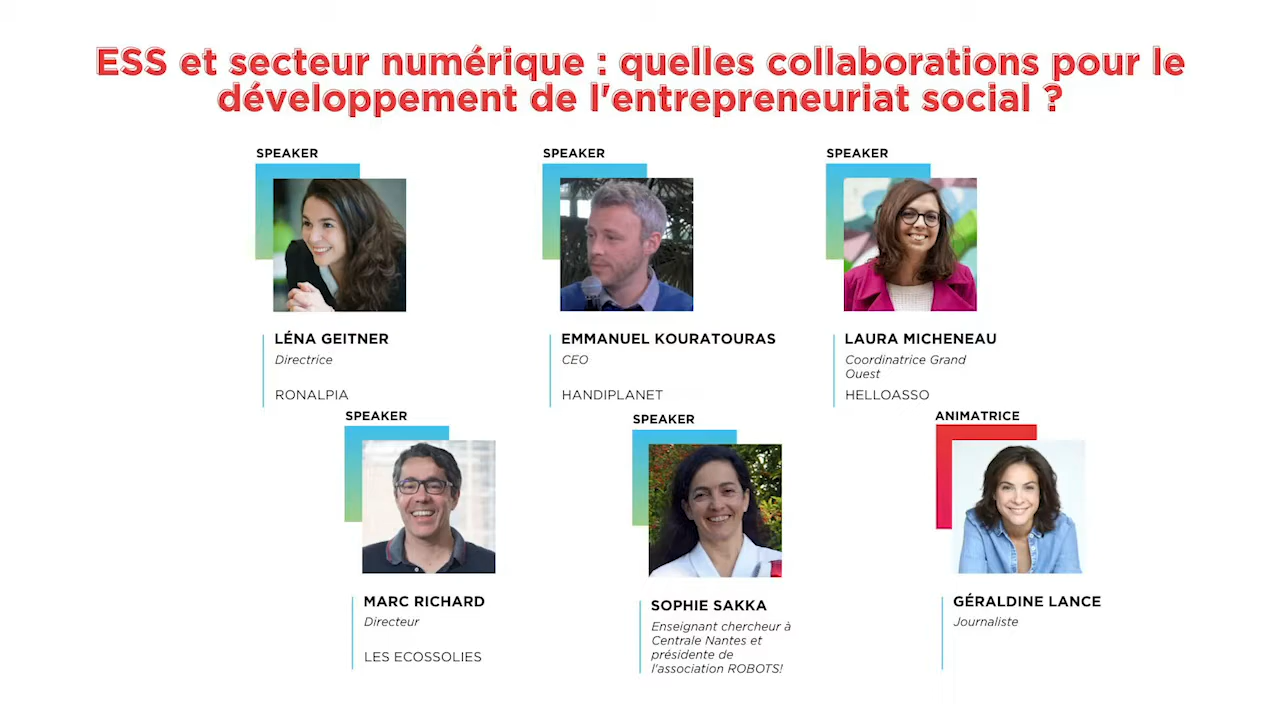 ESS et secteur numérique : quelles collaborations pour le
développement de l'entrepreneuriat social ?
SPEAKER
LÉNA GEITNER
Directrice
RONALPIA
SPEAKER
EMMANUEL KOURATOURAS
CEO
HANDIPLANET
SPEAKER
LAURA MICHENEAU
Coordinatrice Grand
Ouest
HELLOASSO
SPEAKER
MARC RICHARD
Directeur
LES ECOSSOLIES
SPEAKER
SOPHIE SAKKA
Enseignant chercheur à
Centrale Nantes et
présidente de
l'association ROBOTS!
ANIMATRICE
GÉRALDINE LANCE
Journaliste